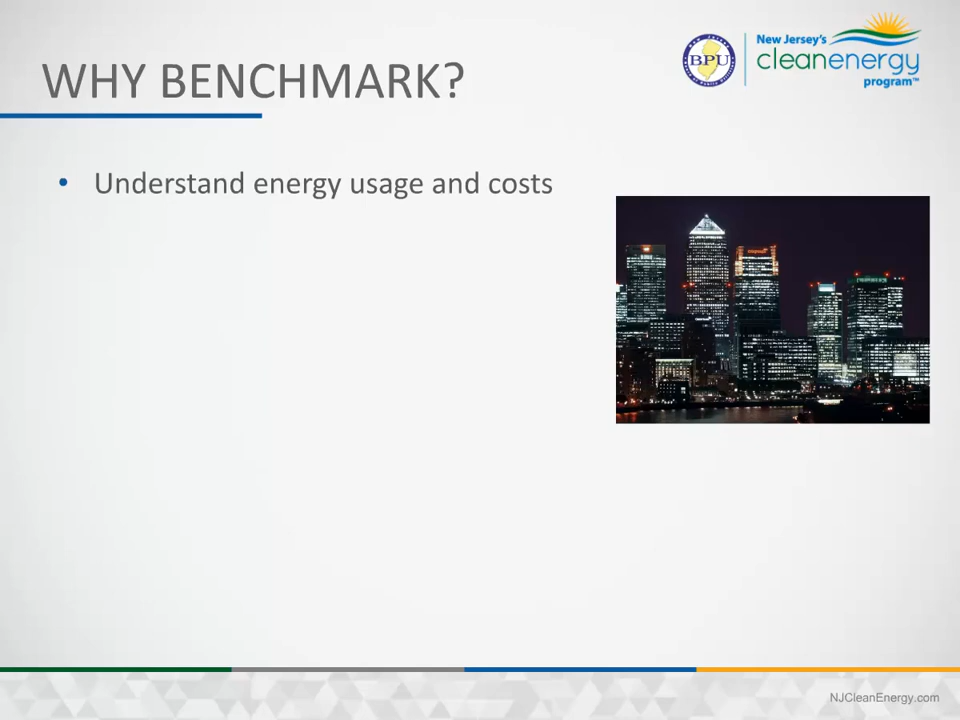 WHY BENCHMARK?
BPU
New Jersey's
cleanenergy
program™
• Understand energy usage and costs
NJCleanEnergy.com